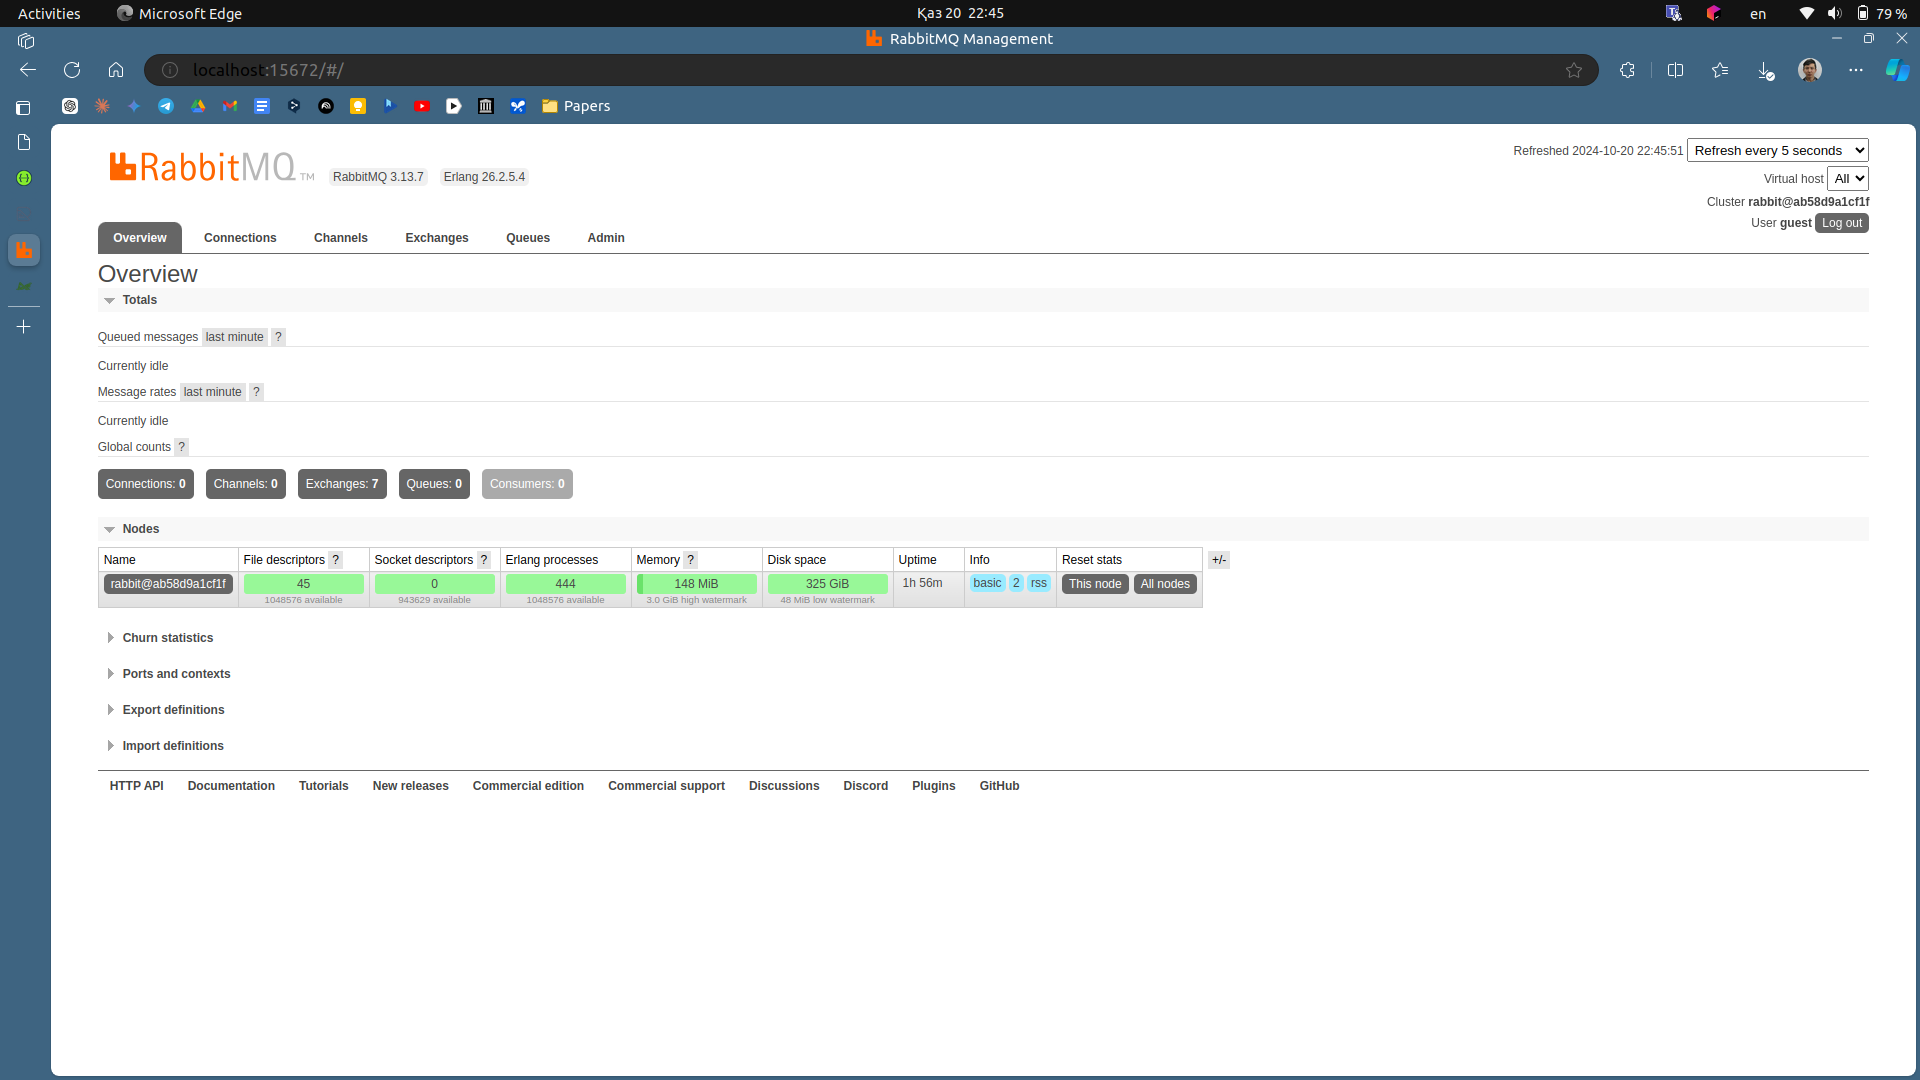 Activities
Microsoft Edge
Қаз 20 22:45
en
79 %
RabbitMQ Management
localhost:15672/#/
Papers
RabbitMQ TM
RabbitMQ 3.13.7
Erlang 26.2.5.4
Refreshed 2024-10-20 22:45:51
Refresh every 5 seconds
Virtual host All
Cluster rabbit@ab58d9a1cf1f
User guest Log out
Overview Connections Channels Exchanges Queues Admin
Overview
Totals
Queued messages last minute ?
Currently idle
Message rates last minute ?
Currently idle
Global counts ?
Connections: 0 Channels: 0 Exchanges: 7 Queues: 0 Consumers: 0
Nodes
Name File descriptors ? Socket descriptors ? Erlang processes Memory ? Disk space Uptime Info Reset stats +/-
rabbit@ab58d9a1cf1f 45 0 444 148 MiB 325 GiB 1h 56m basic 2 rss This node All nodes
1048576 available 943629 available 1048576 available 3.0 GiB high watermark 48 MiB low watermark
Churn statistics
Ports and contexts
Export definitions
Import definitions
HTTP API Documentation Tutorials New releases Commercial edition Commercial support Discussions Discord Plugins GitHub